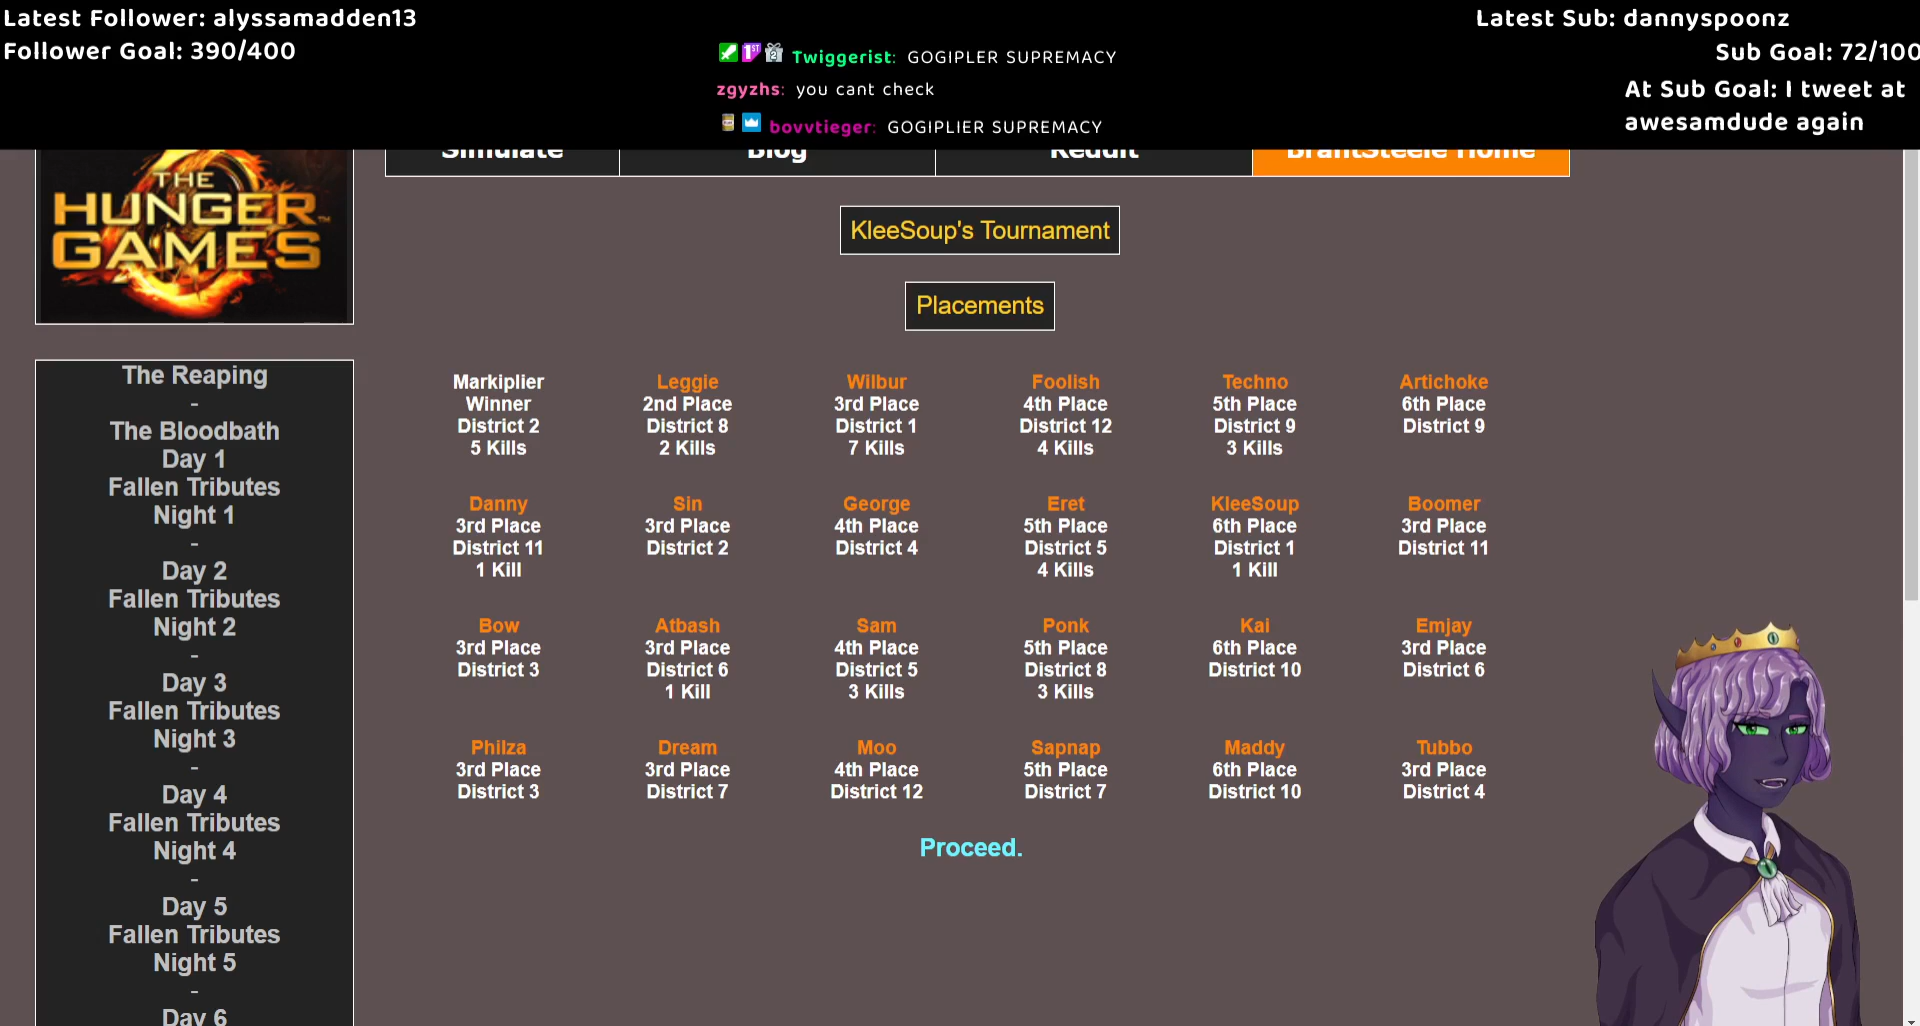 Latest Follower: alyssamadden13
Follower Goal: 390/400
Latest Sub: dannyspoonz
Sub Goal: 72/100
At Sub Goal: I tweet at
awesamdude again
1ST 2 Twiggerist: GOGIPLER SUPREMACY
zgyzhs: you cant check
bovvtieger: GOGIPLIER SUPREMACY
Simulate Blog Reddit BrantSteele Home
THE
HUNGER
GAMES
TM
KleeSoup's Tournament
Placements
The Reaping
-
The Bloodbath
Day 1
Fallen Tributes
Night 1
-
Day 2
Fallen Tributes
Night 2
-
Day 3
Fallen Tributes
Night 3
-
Day 4
Fallen Tributes
Night 4
-
Day 5
Fallen Tributes
Night 5
-
Day 6
Markiplier Leggie Wilbur Foolish Techno Artichoke
Winner 2nd Place 3rd Place 4th Place 5th Place 6th Place
District 2 District 8 District 1 District 12 District 9 District 9
5 Kills 2 Kills 7 Kills 4 Kills 3 Kills
Danny Sin George Eret KleeSoup Boomer
3rd Place 3rd Place 4th Place 5th Place 6th Place 3rd Place
District 11 District 2 District 4 District 5 District 1 District 11
1 Kill 4 Kills 1 Kill
Bow Atbash Sam Ponk Kai Emjay
3rd Place 3rd Place 4th Place 5th Place 6th Place 3rd Place
District 3 District 6 District 5 District 8 District 10 District 6
1 Kill 3 Kills 3 Kills
Philza Dream Moo Sapnap Maddy Tubbo
3rd Place 3rd Place 4th Place 5th Place 6th Place 3rd Place
District 3 District 7 District 12 District 7 District 10 District 4
Proceed.